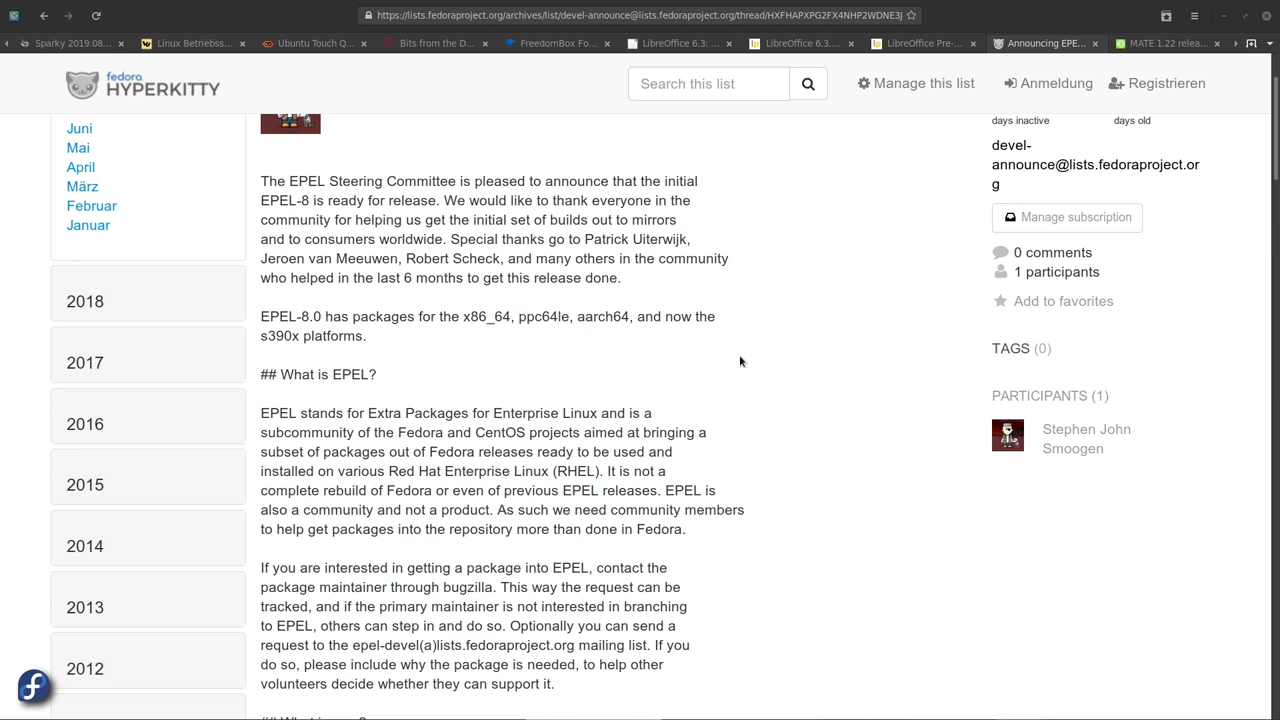 https://lists.fedoraproject.org/archives/list/devel-announce@lists.fedoraproject.org/thread/HXFHAPXPG2FX4NHP2WDNE3J
Sparky 2019.08...
Linux Betriebss...
Ubuntu Touch Q...
Bits from the D...
FreedomBox Fo...
LibreOffice 6.3: ...
LibreOffice 6.3....
LibreOffice Pre-...
Announcing EPE...
MATE 1.22 relea...
fedora
HYPERKITTY
Search this list
Manage this list
Anmeldung
Registrieren
Juni
Mai
April
März
Februar
Januar
2018
2017
2016
2015
2014
2013
2012
The EPEL Steering Committee is pleased to announce that the initial
EPEL-8 is ready for release. We would like to thank everyone in the
community for helping us get the initial set of builds out to mirrors
and to consumers worldwide. Special thanks go to Patrick Uiterwijk,
Jeroen van Meeuwen, Robert Scheck, and many others in the community
who helped in the last 6 months to get this release done.
EPEL-8.0 has packages for the x86_64, ppc64le, aarch64, and now the
s390x platforms.
## What is EPEL?
EPEL stands for Extra Packages for Enterprise Linux and is a
subcommunity of the Fedora and CentOS projects aimed at bringing a
subset of packages out of Fedora releases ready to be used and
installed on various Red Hat Enterprise Linux (RHEL). It is not a
complete rebuild of Fedora or even of previous EPEL releases. EPEL is
also a community and not a product. As such we need community members
to help get packages into the repository more than done in Fedora.
If you are interested in getting a package into EPEL, contact the
package maintainer through bugzilla. This way the request can be
tracked, and if the primary maintainer is not interested in branching
to EPEL, others can step in and do so. Optionally you can send a
request to the epel-devel(a)lists.fedoraproject.org mailing list. If you
do so, please include why the package is needed, to help other
volunteers decide whether they can support it.
days inactive
days old
devel-
announce@lists.fedoraproject.or
g
Manage subscription
0 comments
1 participants
Add to favorites
TAGS (0)
PARTICIPANTS (1)
Stephen John
Smoogen